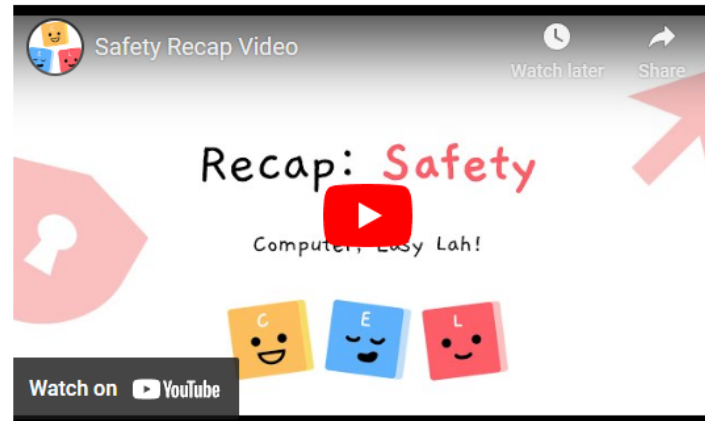 Safety Recap Video
Watch later
Share
Recap: Safety
Computer, Easy Lah!
C
E
L
Watch on YouTube